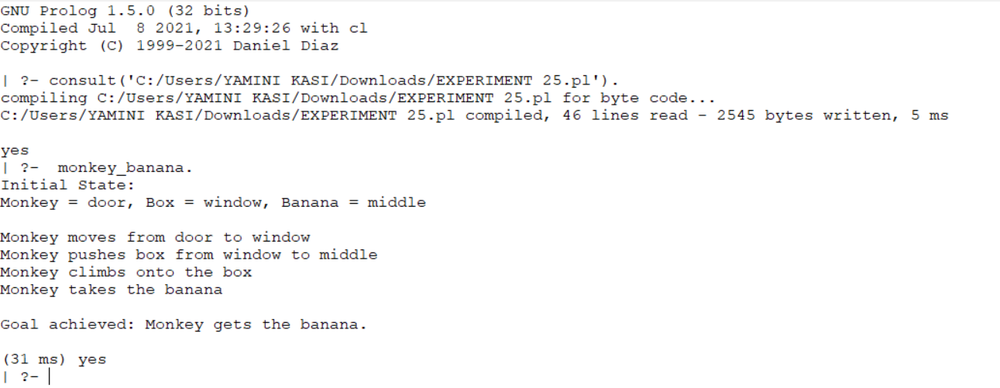 GNU Prolog 1.5.0 (32 bits)
Compiled Jul  8 2021, 13:29:26 with cl
Copyright (C) 1999-2021 Daniel Diaz
| ?- consult('C:/Users/YAMINI KASI/Downloads/EXPERIMENT 25.pl').
compiling C:/Users/YAMINI KASI/Downloads/EXPERIMENT 25.pl for byte code...
C:/Users/YAMINI KASI/Downloads/EXPERIMENT 25.pl compiled, 46 lines read - 2545 bytes written, 5 ms
yes
| ?-  monkey_banana.
Initial State:
Monkey = door, Box = window, Banana = middle
Monkey moves from door to window
Monkey pushes box from window to middle
Monkey climbs onto the box
Monkey takes the banana
Goal achieved: Monkey gets the banana.
(31 ms) yes
| ?-